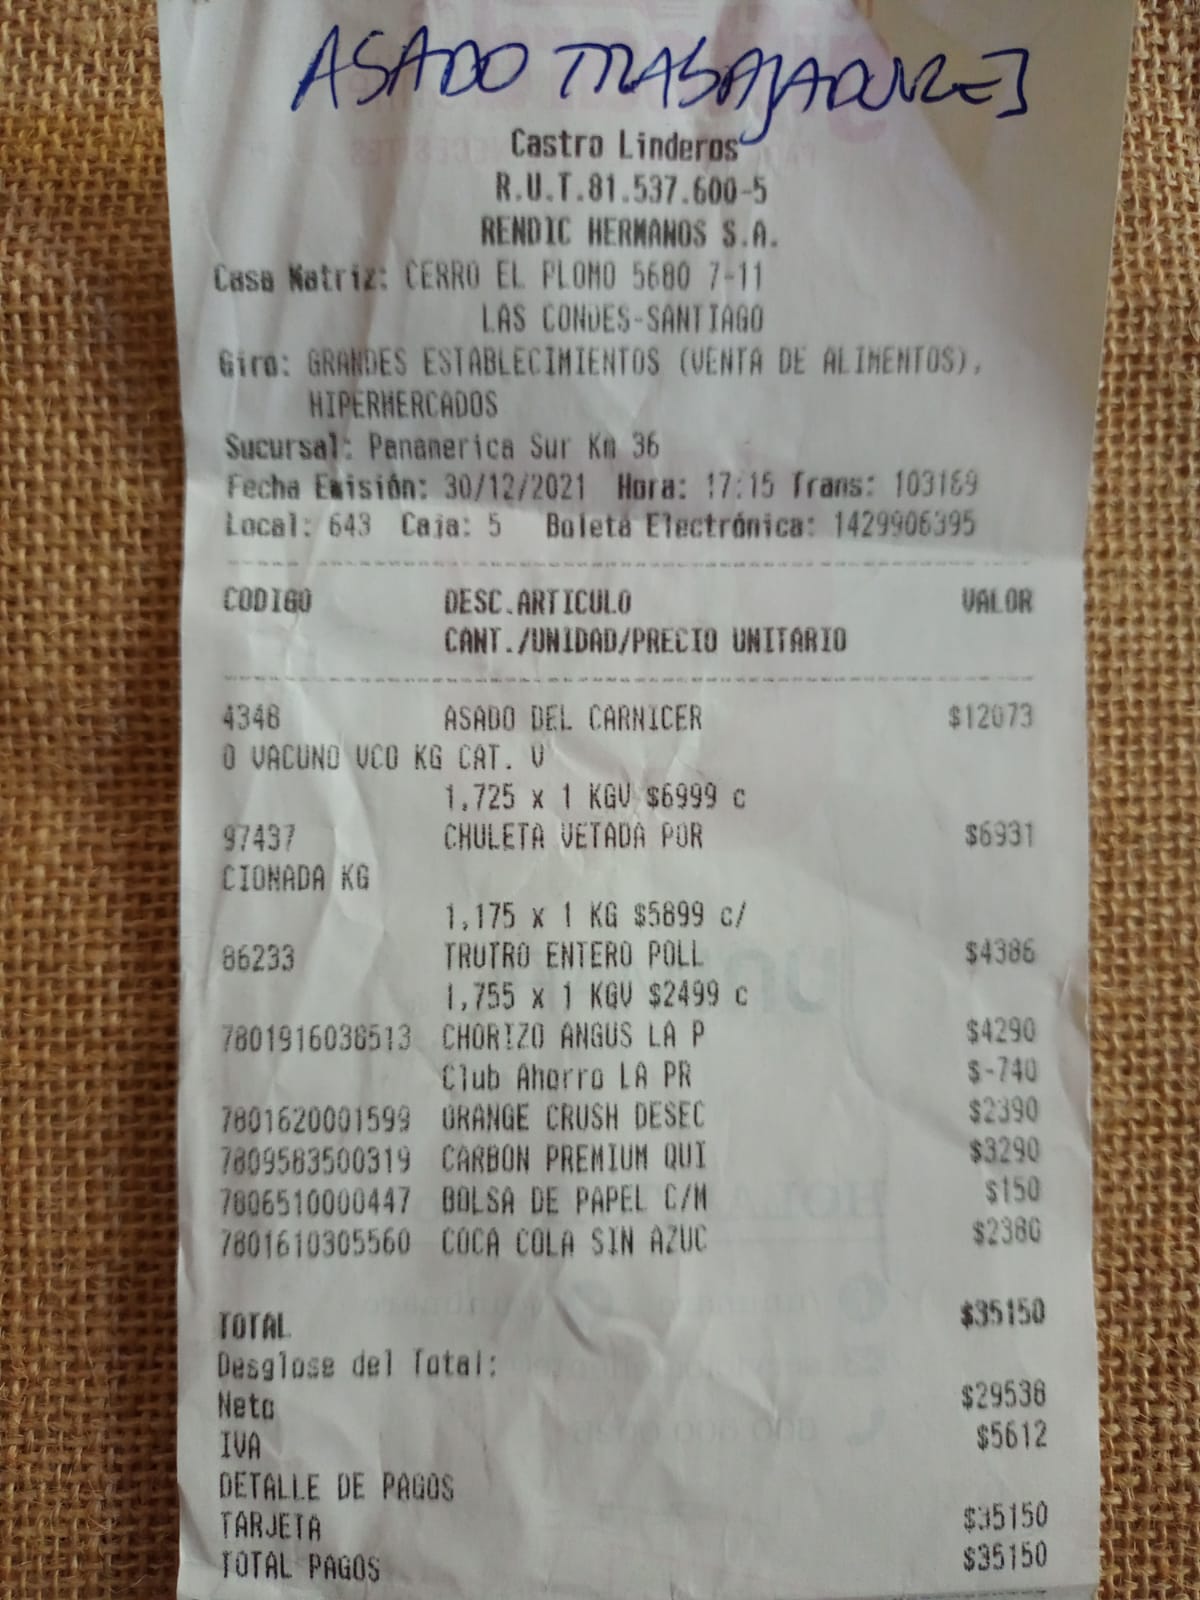 ASADO TRABAJADORES
Castro Linderos
R.U.T.81.537.600-5
RENDIC HERMANOS S.A.
Casa Matriz: CERRO EL PLOMO 5680 7-11
LAS CONDES-SANTIAGO
Giro: GRANDES ESTABLECIMIENTOS (VENTA DE ALIMENTOS),
HIPERMERCADOS
Sucursal: Panamerica Sur Km 36
Fecha Emisión: 30/12/2021 Hora: 17:15 Trans: 103169
Local: 643 Caja: 5 Boleta Electrónica: 1429906395
CODIGO DESC.ARTICULO VALOR
CANT./UNIDAD/PRECIO UNITARIO
4348 ASADO DEL CARNICER $12073
O VACUNO VCO KG CAT. V
1,725 x 1 KGV $6999 c
97437 CHULETA VETADA POR $6931
CIONADA KG
1,175 x 1 KG $5899 c/
86233 TRUTRO ENTERO POLL $4386
1,755 x 1 KGV $2499 c
7801916038513 CHORIZO ANGUS LA P $4290
Club Ahorro LA PR $-740
7801620001599 ORANGE CRUSH DESEC $2390
7809583500319 CARBON PREMIUM QUI $3290
7806510000447 BOLSA DE PAPEL C/M $150
7801610305560 COCA COLA SIN AZUC $2380
TOTAL $35150
Desglose del Total:
Neto $29538
IVA $5612
DETALLE DE PAGOS
TARJETA $35150
TOTAL PAGOS $35150